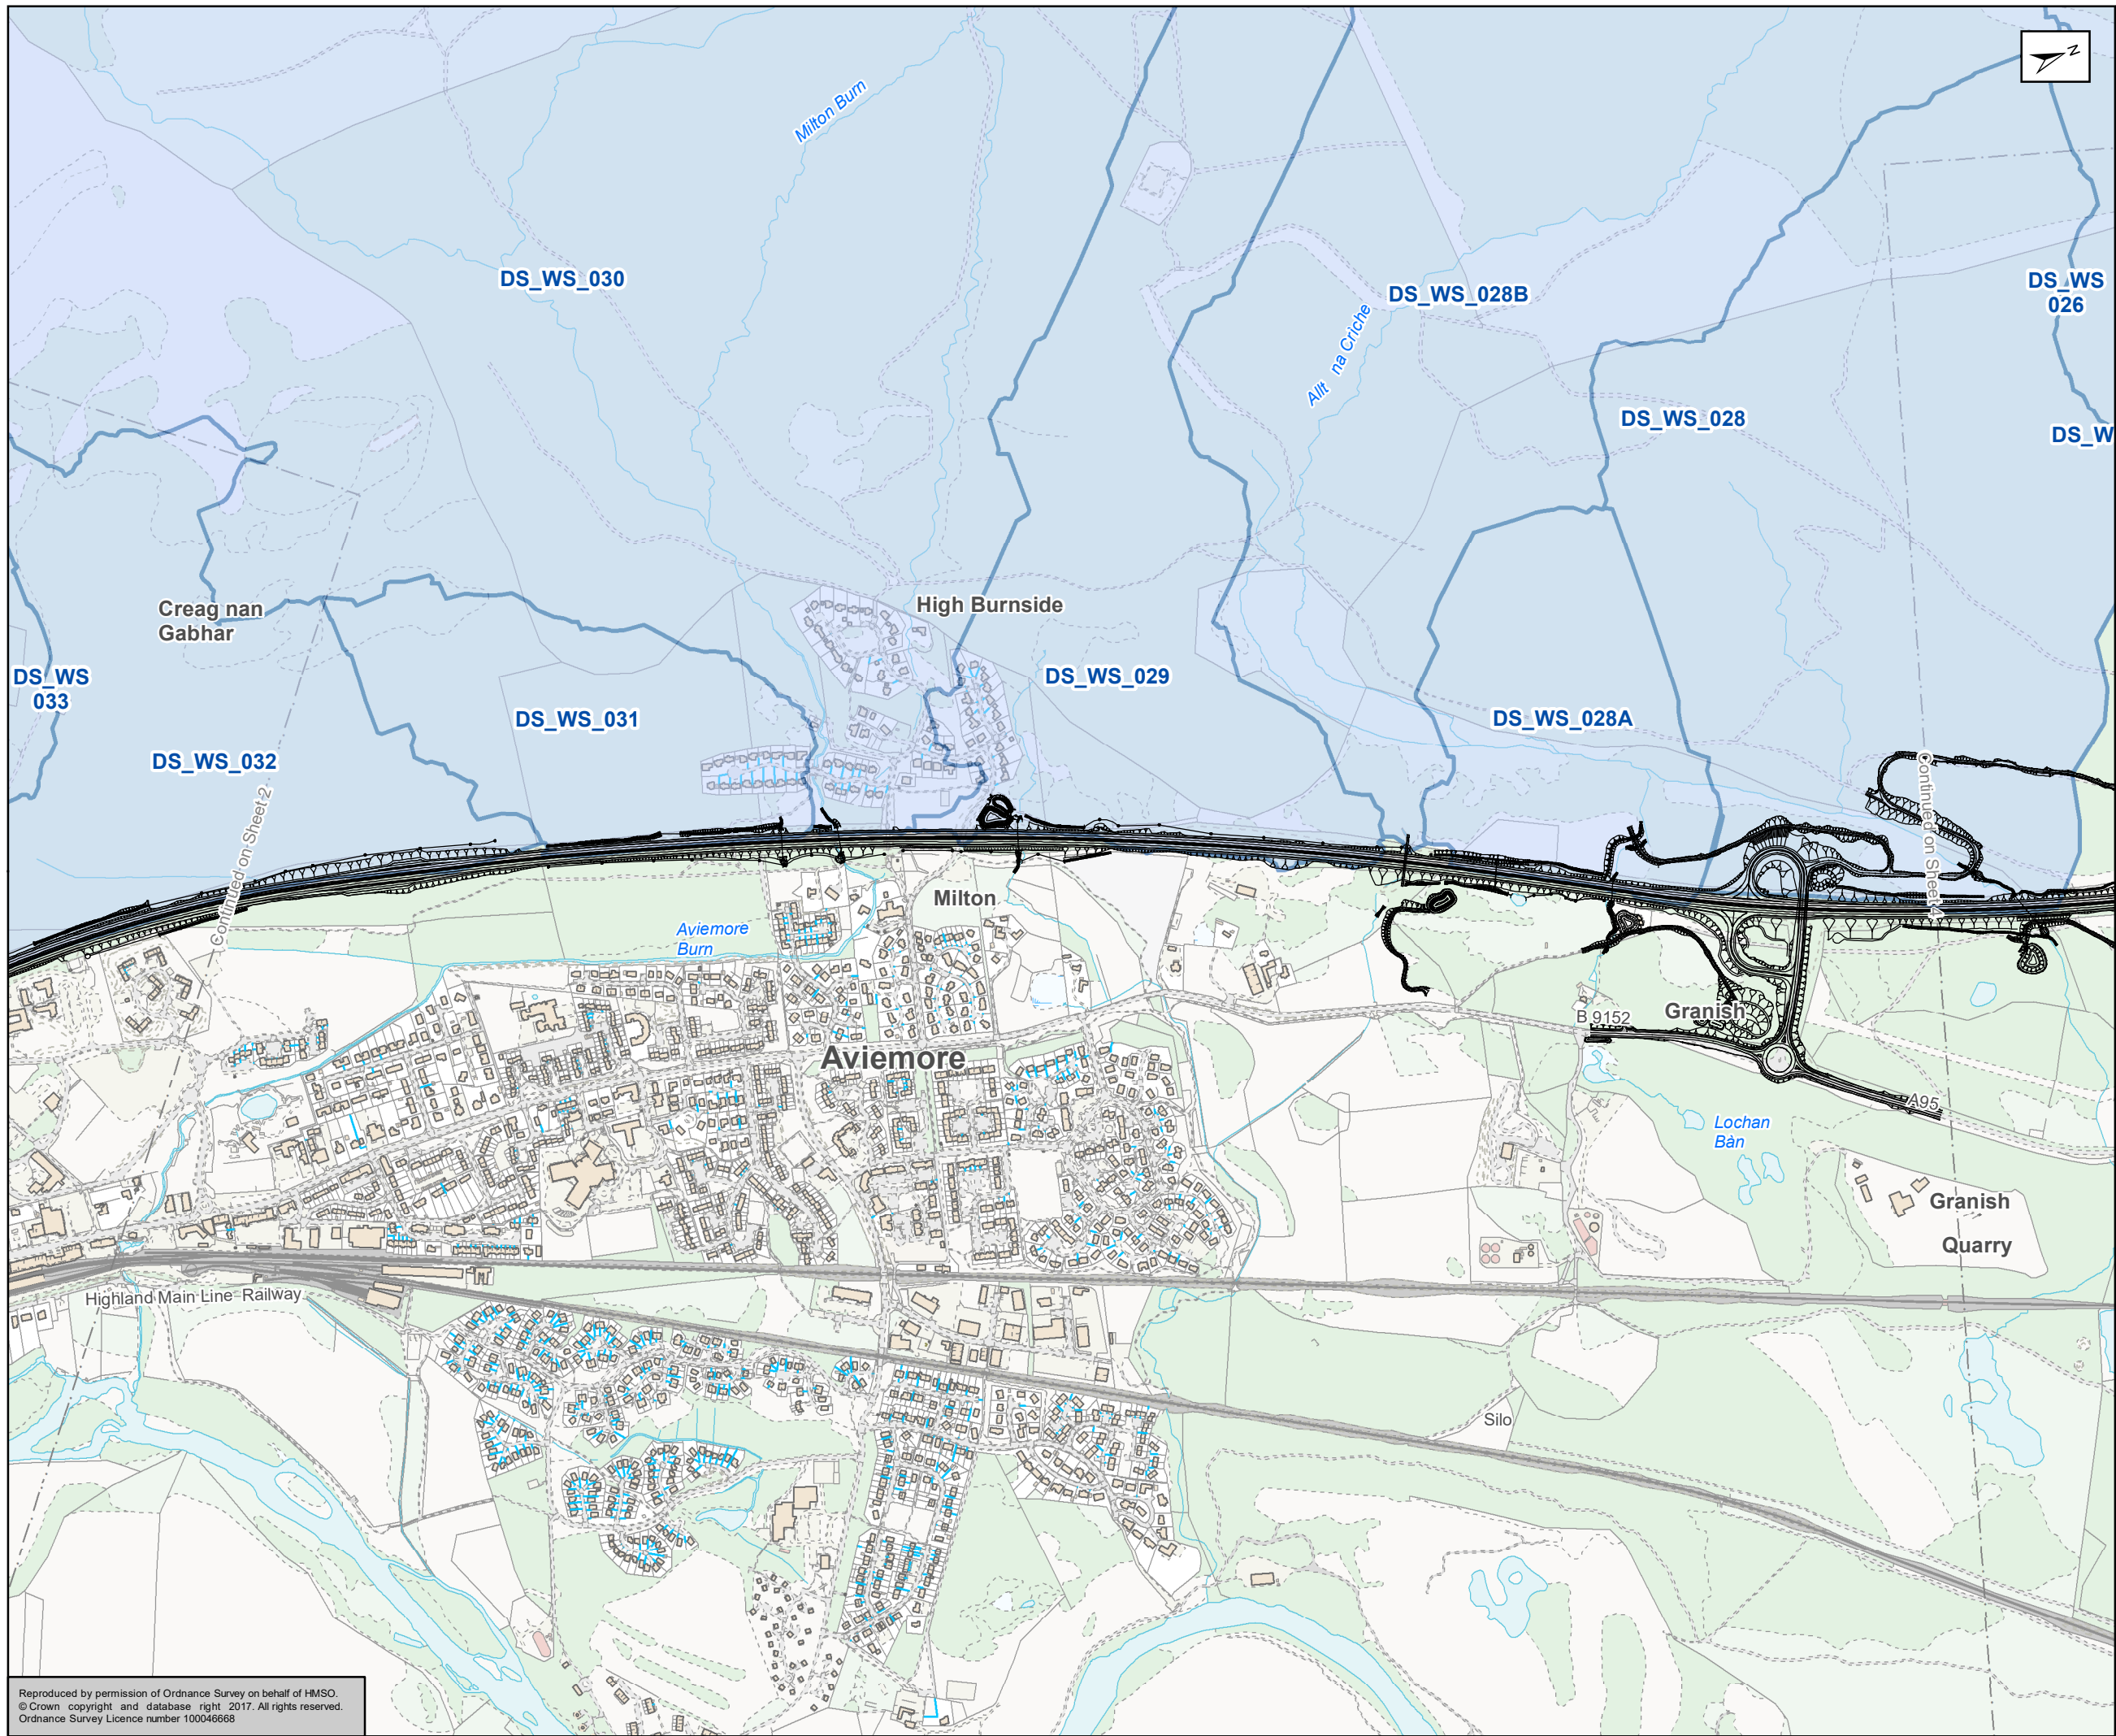 N
Milton Burn
DS_WS_030
DS_WS_028B
DS_WS
026
Allt na Criche
DS_WS_028
DS_W
Creag nan
Gabhar
High Burnside
DS_WS
033
DS_WS_029
DS_WS_031
DS_WS_028A
DS_WS_032
Continued on Sheet 2
Continued on Sheet 4
Milton
Aviemore
Burn
B 9152
Granish
Aviemore
A95
Lochan
Bàn
Granish
Quarry
Highland Main Line Railway
Silo
Reproduced by permission of Ordnance Survey on behalf of HMSO.
© Crown copyright and database right 2017. All rights reserved.
Ordnance Survey Licence number 100046668